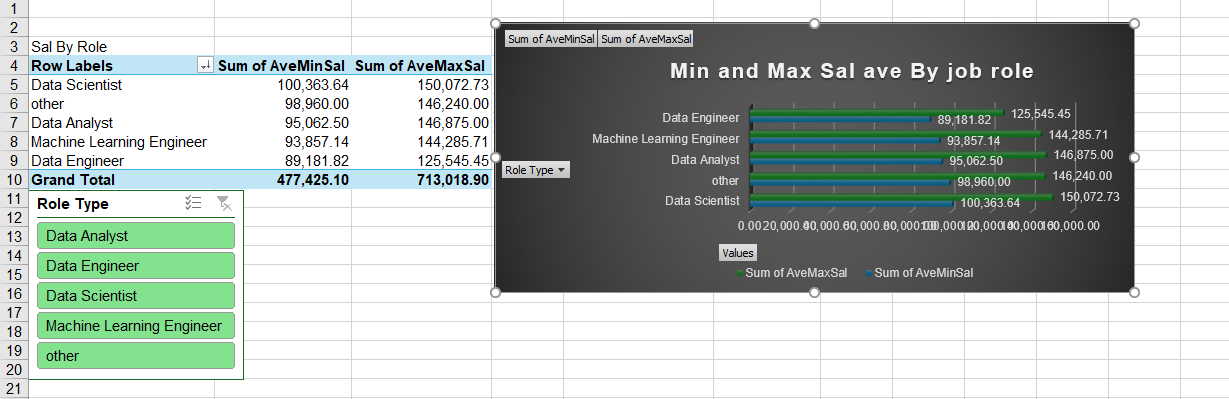 1
2
3 Sal By Role
4 Row Labels Sum of AveMinSal Sum of AveMaxSal
5 Data Scientist 100,363.64 150,072.73
6 other 98,960.00 146,240.00
7 Data Analyst 95,062.50 146,875.00
8 Machine Learning Engineer 93,857.14 144,285.71
9 Data Engineer 89,181.82 125,545.45
10 Grand Total 477,425.10 713,018.90
11 Role Type
12
13 Data Analyst
14
15 Data Engineer
16 Data Scientist
17
18 Machine Learning Engineer
19 other
20
21
Sum of AveMinSal Sum of AveMaxSal
Min and Max Sal ave By job role
Data Engineer 89,181.82 125,545.45
Machine Learning Engineer 93,857.14 144,285.71
Data Analyst 95,062.50 146,875.00
Role Type
other 98,960.00 146,240.00
Data Scientist 100,363.64 150,072.73
0.00 20,000.00 40,000.00 60,000.00 80,000.00 100,000.00 120,000.00 140,000.00 160,000.00
Values
Sum of AveMaxSal Sum of AveMinSal